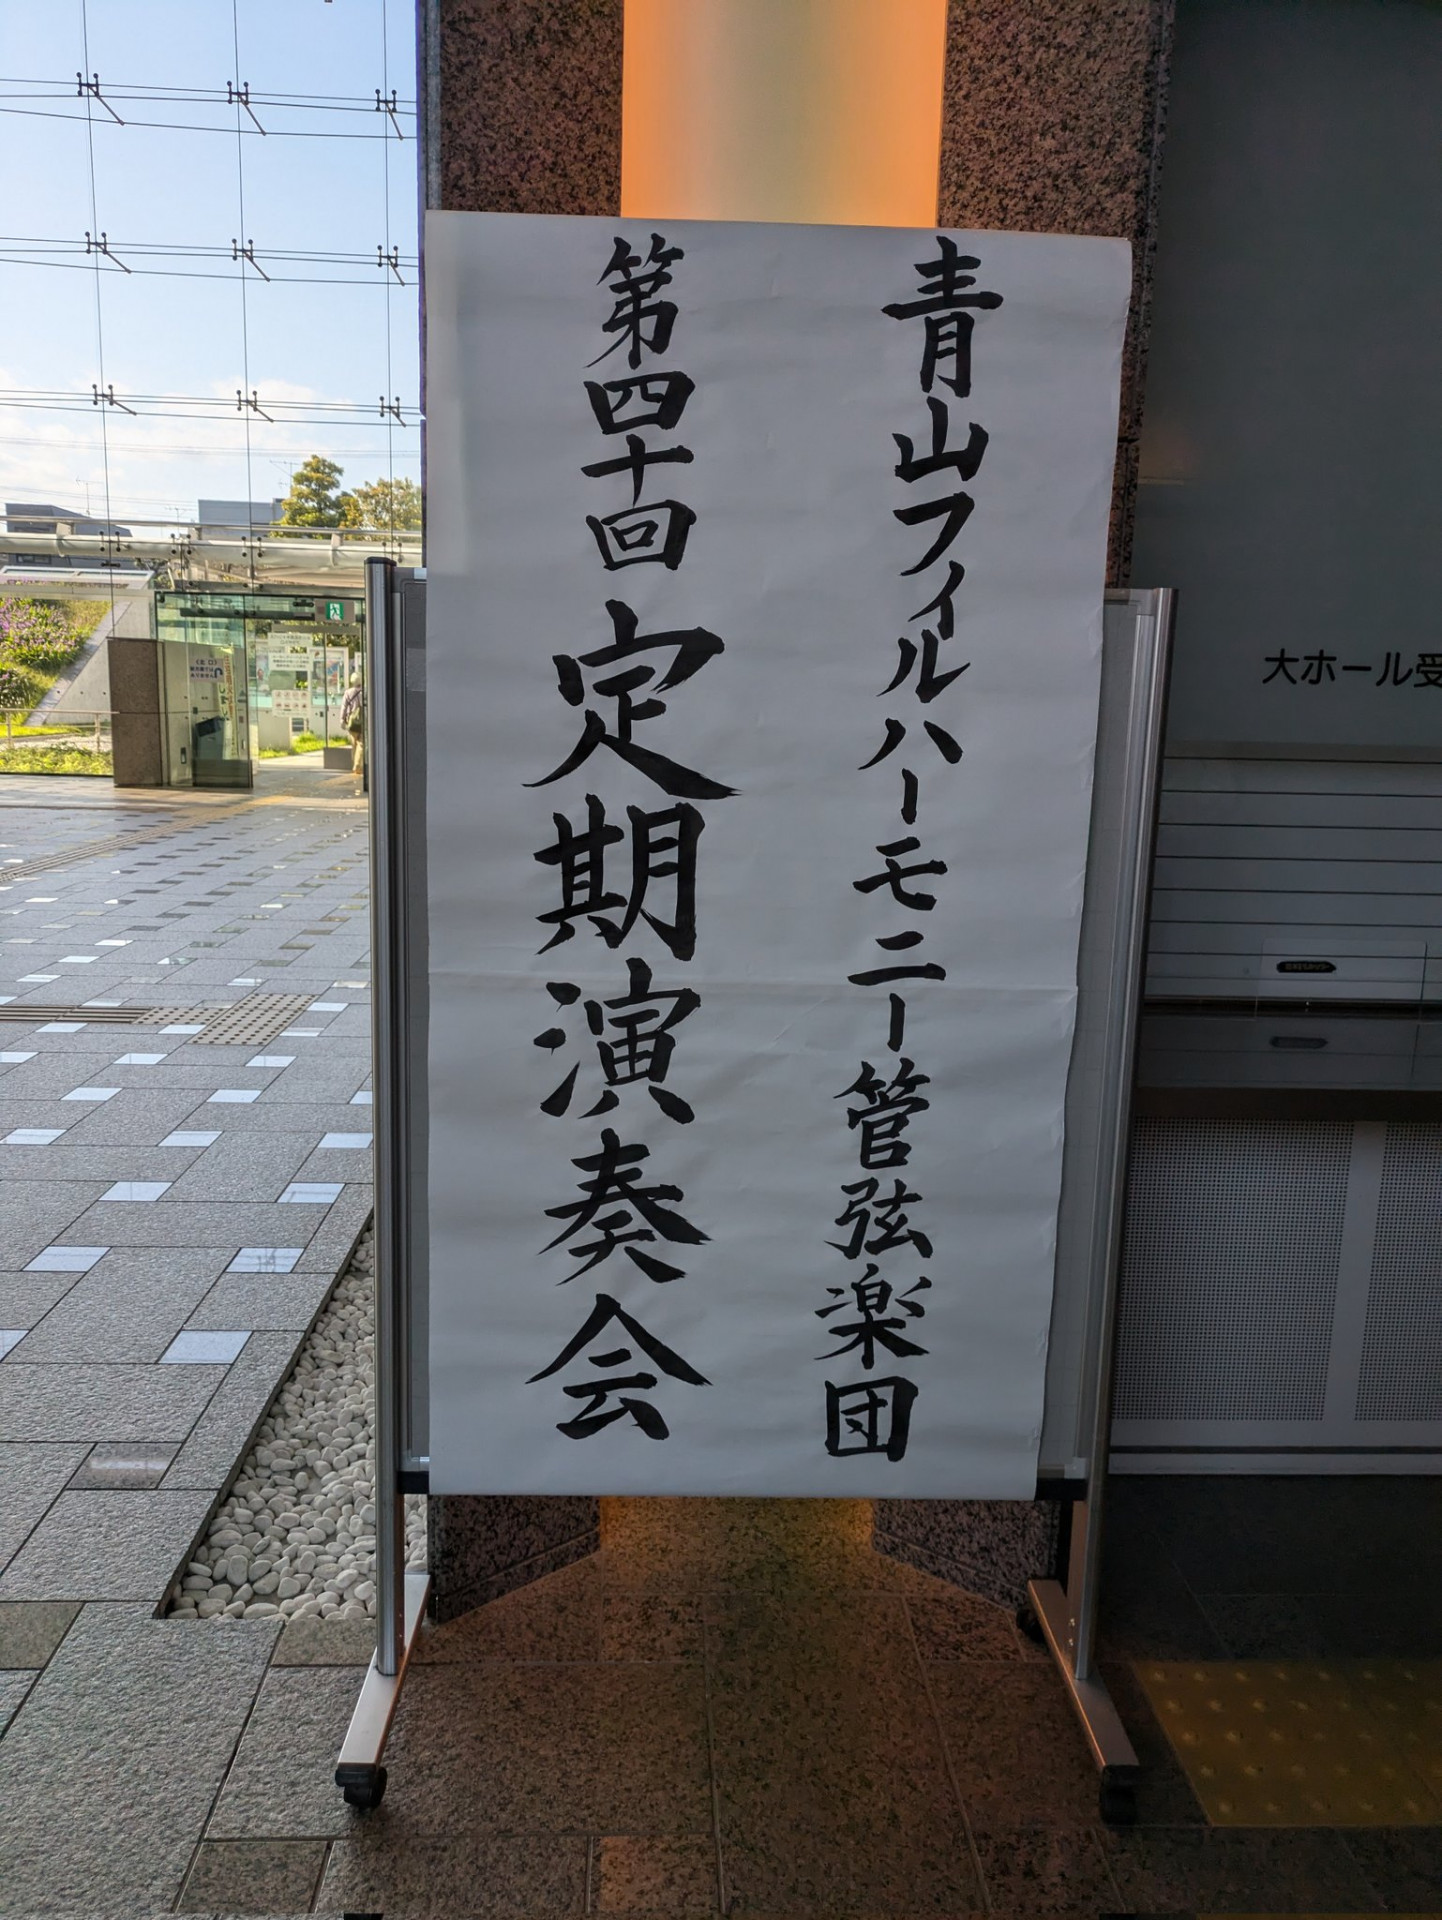 青山フィルハーモニー管弦楽団
第四十回 定期演奏会
大ホール受